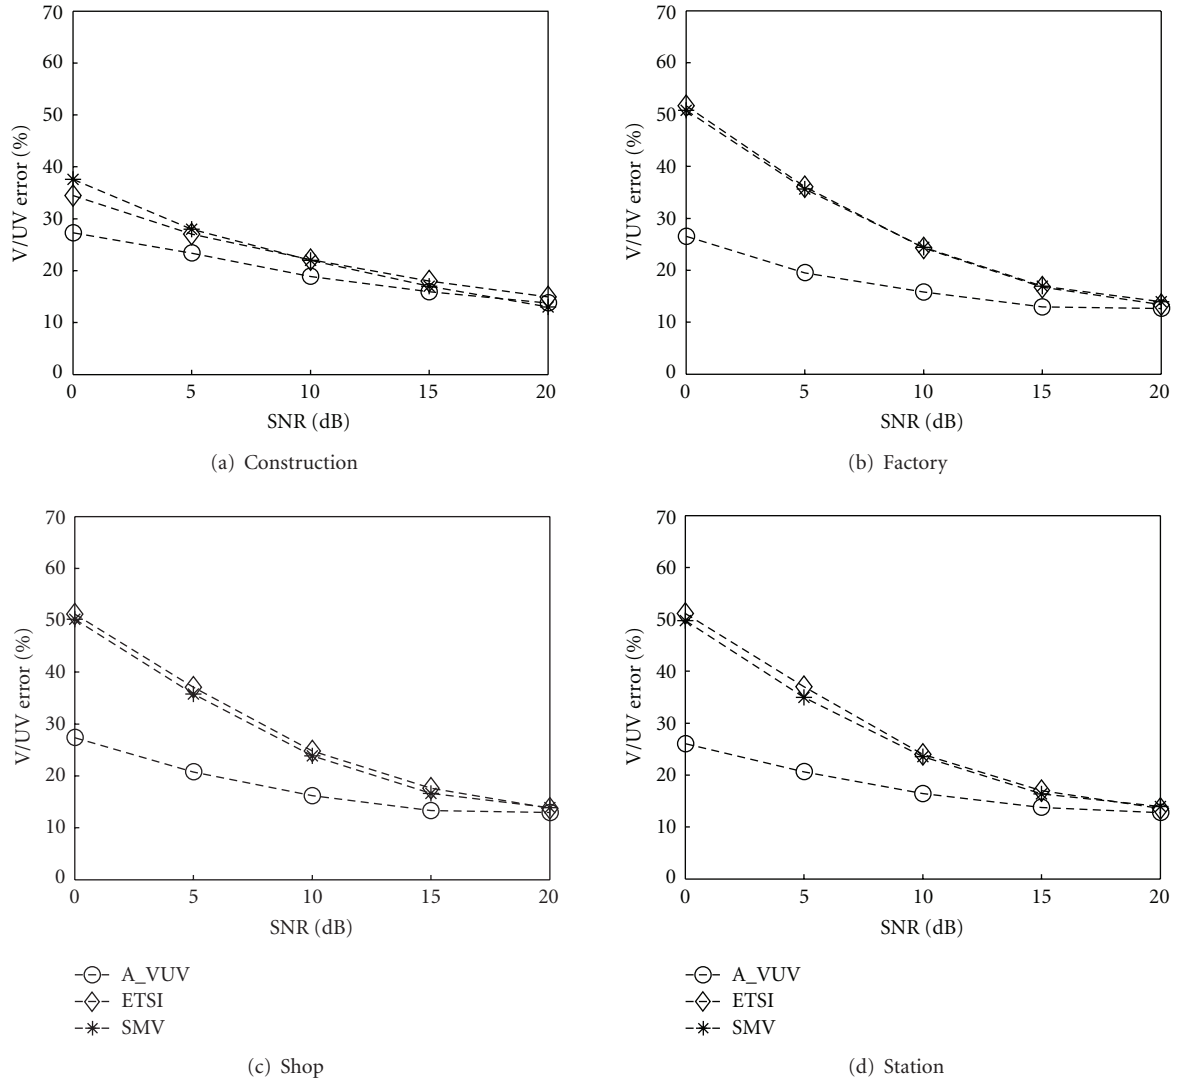 70
60
50
40
30
20
10
0
V/UV error (%)
0 5 10 15 20
SNR (dB)
(a) Construction
70
60
50
40
30
20
10
0
V/UV error (%)
0 5 10 15 20
SNR (dB)
(b) Factory
70
60
50
40
30
20
10
0
V/UV error (%)
0 5 10 15 20
SNR (dB)
A_VUV
ETSI
SMV
(c) Shop
70
60
50
40
30
20
10
0
V/UV error (%)
0 5 10 15 20
SNR (dB)
A_VUV
ETSI
SMV
(d) Station